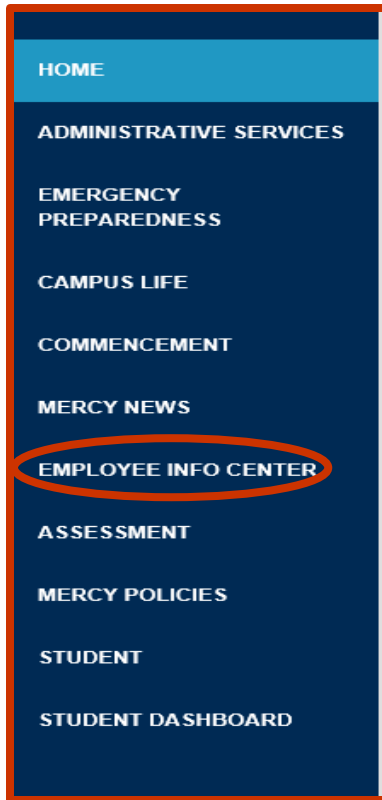 HOME
ADMINISTRATIVE SERVICES
EMERGENCY
PREPAREDNESS
CAMPUS LIFE
COMMENCEMENT
MERCY NEWS
EMPLOYEE INFO CENTER
ASSESSMENT
MERCY POLICIES
STUDENT
STUDENT DASHBOARD